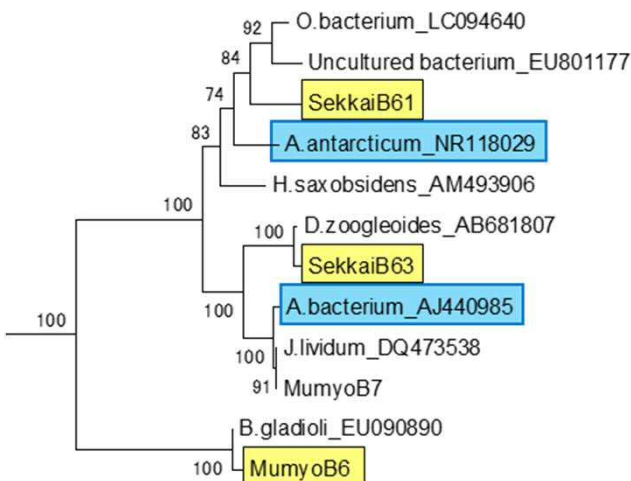 92
O.bacterium_LC094640
84
Uncultured bacterium_EU801177
74
SekkaiB61
83
A.antarcticum_NR118029
H.saxobsidens_AM493906
100
D.zoogleoides_AB681807
100
SekkaiB63
100
A.bacterium_AJ440985
100
J.lividum_DQ473538
100
91
MumyoB7
B.gladioli_EU090890
100
MumyoB6